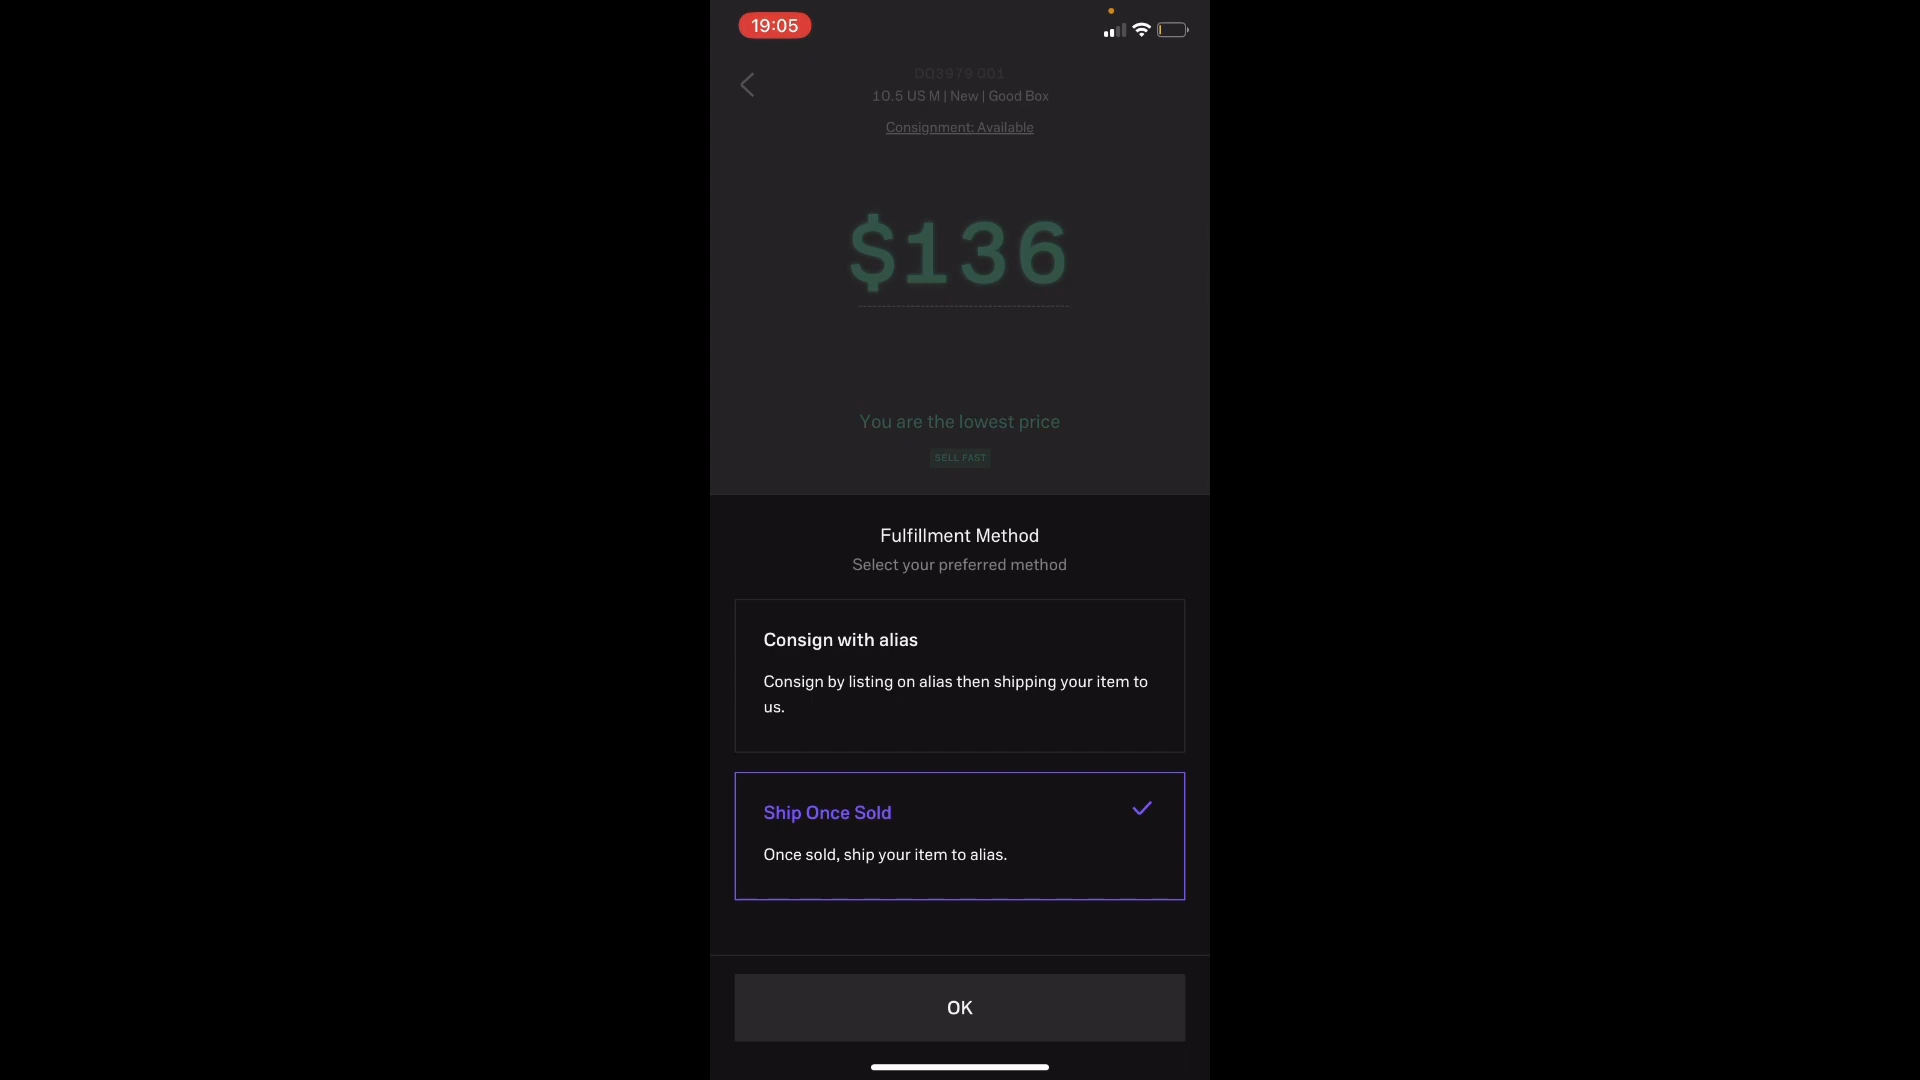 19:05
DQ3979 001
10.5 US M | New | Good Box
Consignment: Available
$136
You are the lowest price
SELL FAST
Fulfillment Method
Select your preferred method
Consign with alias
Consign by listing on alias then shipping your item to
us.
Ship Once Sold
Once sold, ship your item to alias.
OK